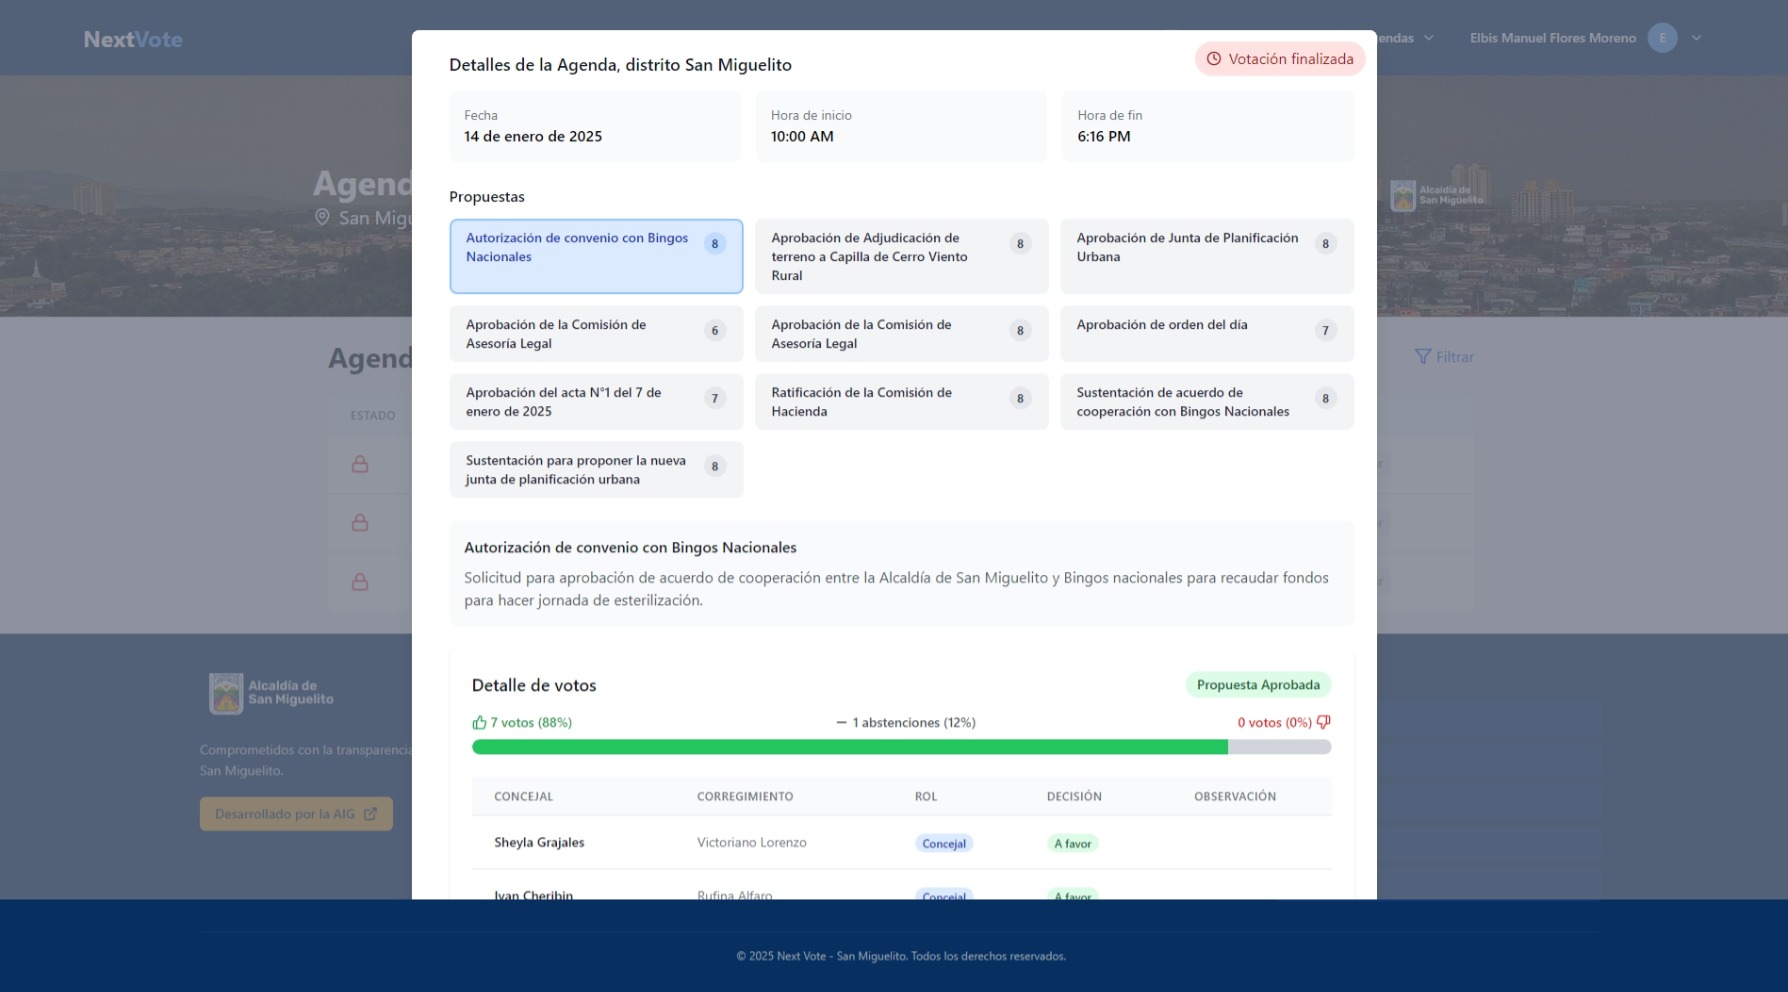 NextVote
endas
Elbis Manuel Flores Moreno
E
Agend
San Migu
Alcaldía de
San Miguelito
Detalles de la Agenda, distrito San Miguelito
Votación finalizada
Fecha
14 de enero de 2025
Hora de inicio
10:00 AM
Hora de fin
6:16 PM
Propuestas
Autorización de convenio con Bingos
Nacionales
8
Aprobación de Adjudicación de
terreno a Capilla de Cerro Viento
Rural
8
Aprobación de Junta de Planificación
Urbana
8
Aprobación de la Comisión de
Asesoría Legal
6
Aprobación de la Comisión de
Asesoría Legal
8
Aprobación de orden del día
7
Aprobación del acta N°1 del 7 de
enero de 2025
7
Ratificación de la Comisión de
Hacienda
8
Sustentación de acuerdo de
cooperación con Bingos Nacionales
8
Sustentación para proponer la nueva
junta de planificación urbana
8
Agend
Filtrar
ESTADO
Autorización de convenio con Bingos Nacionales
Solicitud para aprobación de acuerdo de cooperación entre la Alcaldía de San Miguelito y Bingos nacionales para recaudar fondos
para hacer jornada de esterilización.
Detalle de votos
Propuesta Aprobada
7 votos (88%)
1 abstenciones (12%)
0 votos (0%)
CONCEJAL CORREGIMIENTO ROL DECISIÓN OBSERVACIÓN
Sheyla Grajales Victoriano Lorenzo Concejal A favor
Ivan Cheribin Rufina Alfaro Concejal A favor
Alcaldía de
San Miguelito
Comprometidos con la transparencia
San Miguelito.
Desarrollado por la AIG
© 2025 Next Vote - San Miguelito. Todos los derechos reservados.